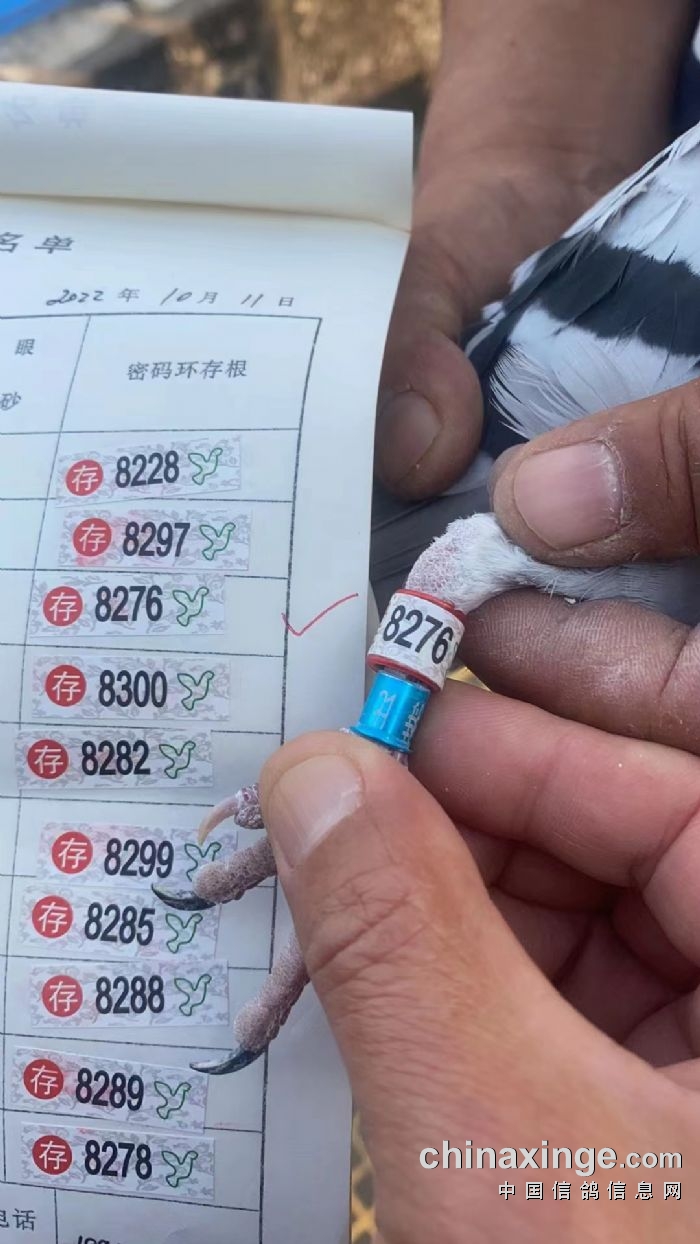 名单
2022年10月11日
眼
砂
密码环存根
存 8228
存 8297
存 8276
8276
存 8300
21
存 8282
存 8299
存 8285
存 8288
存 8289
存 8278
电话
chinaxinge.com
中国信鸽信息网